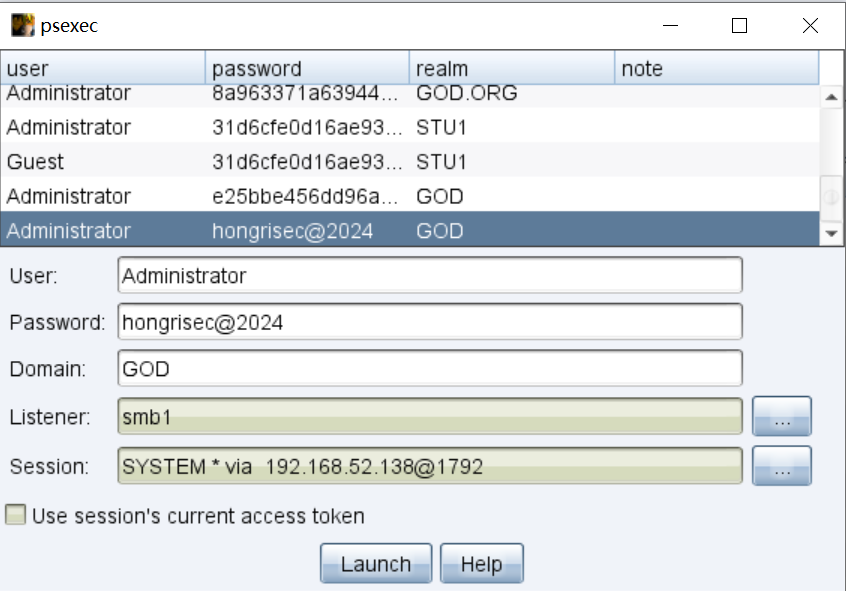 psexec
user password realm note
Administrator 8a963371a63944... GOD.ORG
Administrator 31d6cfe0d16ae93... STU1
Guest 31d6cfe0d16ae93... STU1
Administrator e25bbe456dd96a... GOD
Administrator hongrisec@2024 GOD
User: Administrator
Password: hongrisec@2024
Domain: GOD
Listener: smb1 ...
Session: SYSTEM * via 192.168.52.138@1792 ...
Use session's current access token
Launch Help